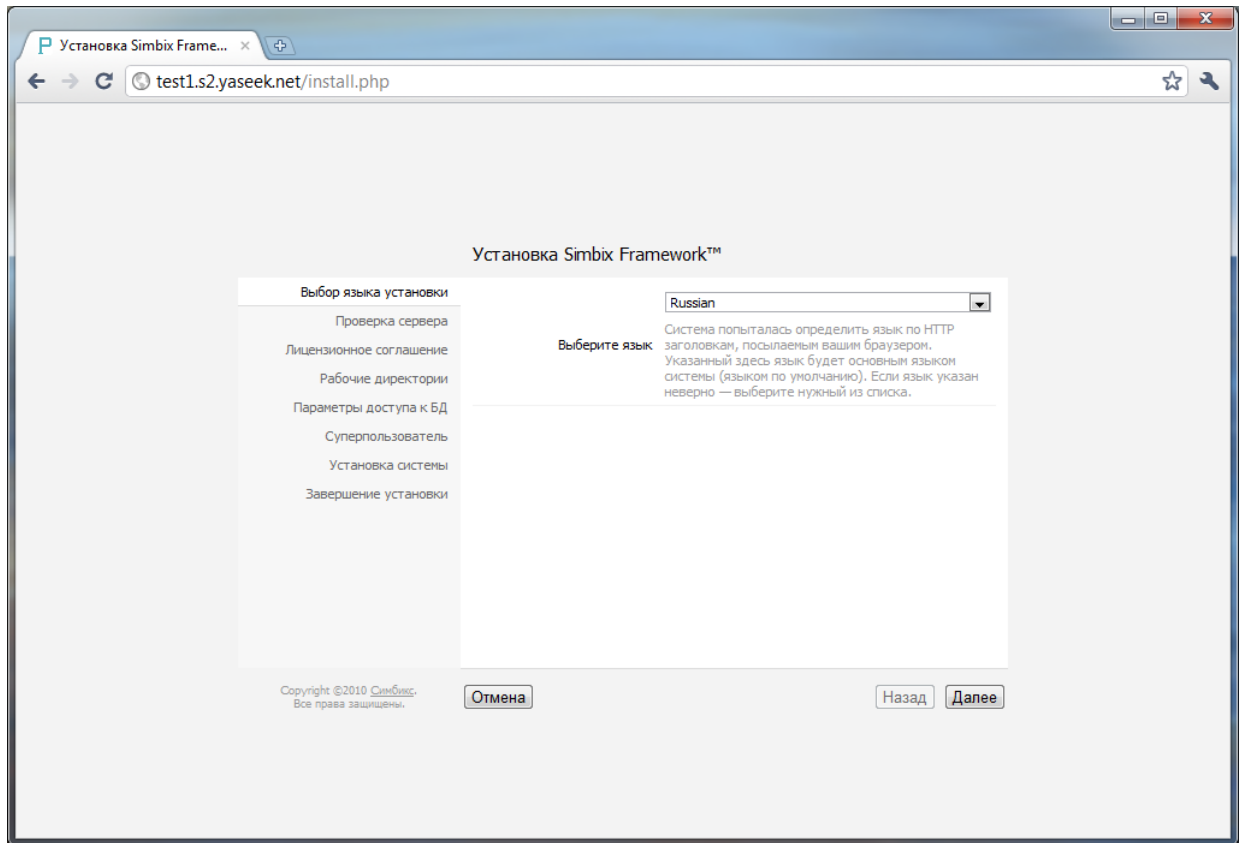 Установка Simbix Frame...
test1.s2.yaseek.net/install.php
Установка Simbix Framework™
Выбор языка установки
Проверка сервера
Лицензионное соглашение
Рабочие директории
Параметры доступа к БД
Суперпользователь
Установка системы
Завершение установки
Russian
Выберите язык
Система попыталась определить язык по HTTP
заголовкам, посылаемым вашим браузером.
Указанный здесь язык будет основным языком
системы (языком по умолчанию). Если язык указан
неверно — выберите нужный из списка.
Copyright ©2010 Симбикс.
Все права защищены.
Отмена
Назад
Далее